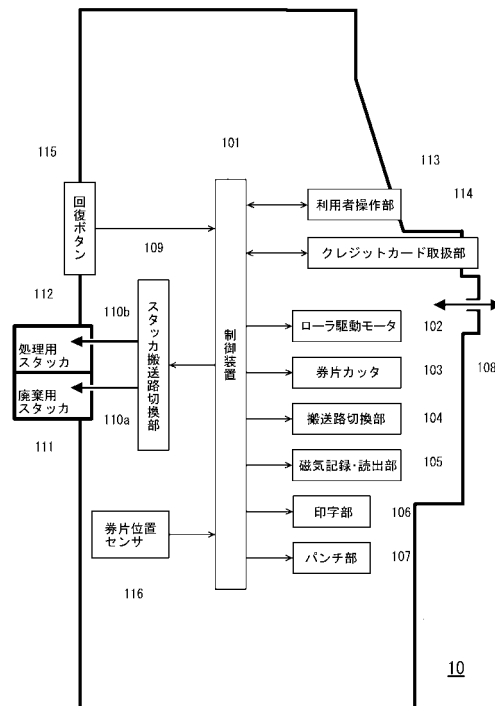 101
113
115
114
利用者操作部
回復ボタン
クレジットカード取扱部
109
112
110b
スタッカ搬送路切換部
制御装置
ローラ駆動モータ
102
処理用
スタッカ
券片カッタ
103
108
廃棄用
スタッカ
110a
搬送路切換部
104
111
磁気記録・読出部
105
券片位置
センサ
印字部
106
パンチ部
107
116
10